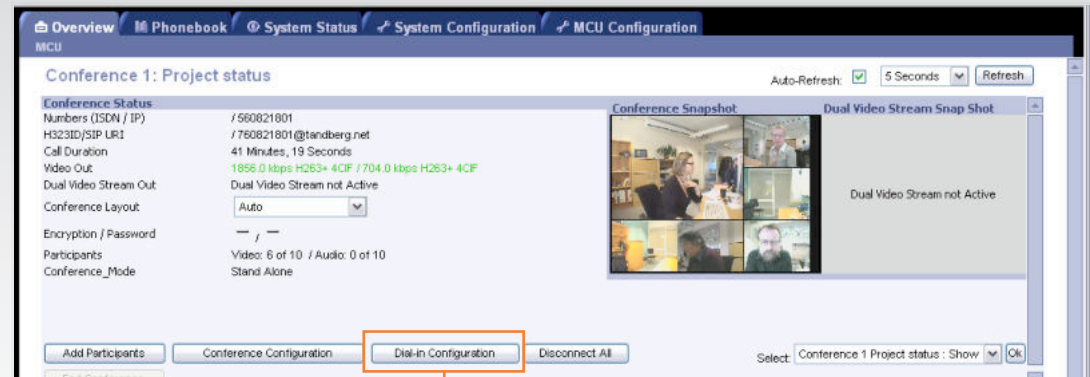 Overview Phonebook System Status System Configuration MCU Configuration
MCU
Conference 1: Project status
Auto-Refresh: 5 Seconds Refresh
Conference Status
Numbers (ISDN / IP) / 560821801
H323ID/SIP URI / 760821801@tandberg.net
Call Duration 41 Minutes, 19 Seconds
Video Out 1856.0 kbps H263+ 4CIF / 704.0 kbps H263+ 4CIF
Dual Video Stream Out Dual Video Stream not Active
Conference Layout Auto
Encryption / Password — / —
Participants Video: 6 of 10 / Audio: 0 of 10
Conference_Mode Stand Alone
Conference Snapshot Dual Video Stream Snap Shot
Dual Video Stream not Active
Add Participants Conference Configuration Dial-in Configuration Disconnect All
Select: Conference 1 Project status : Show Ok